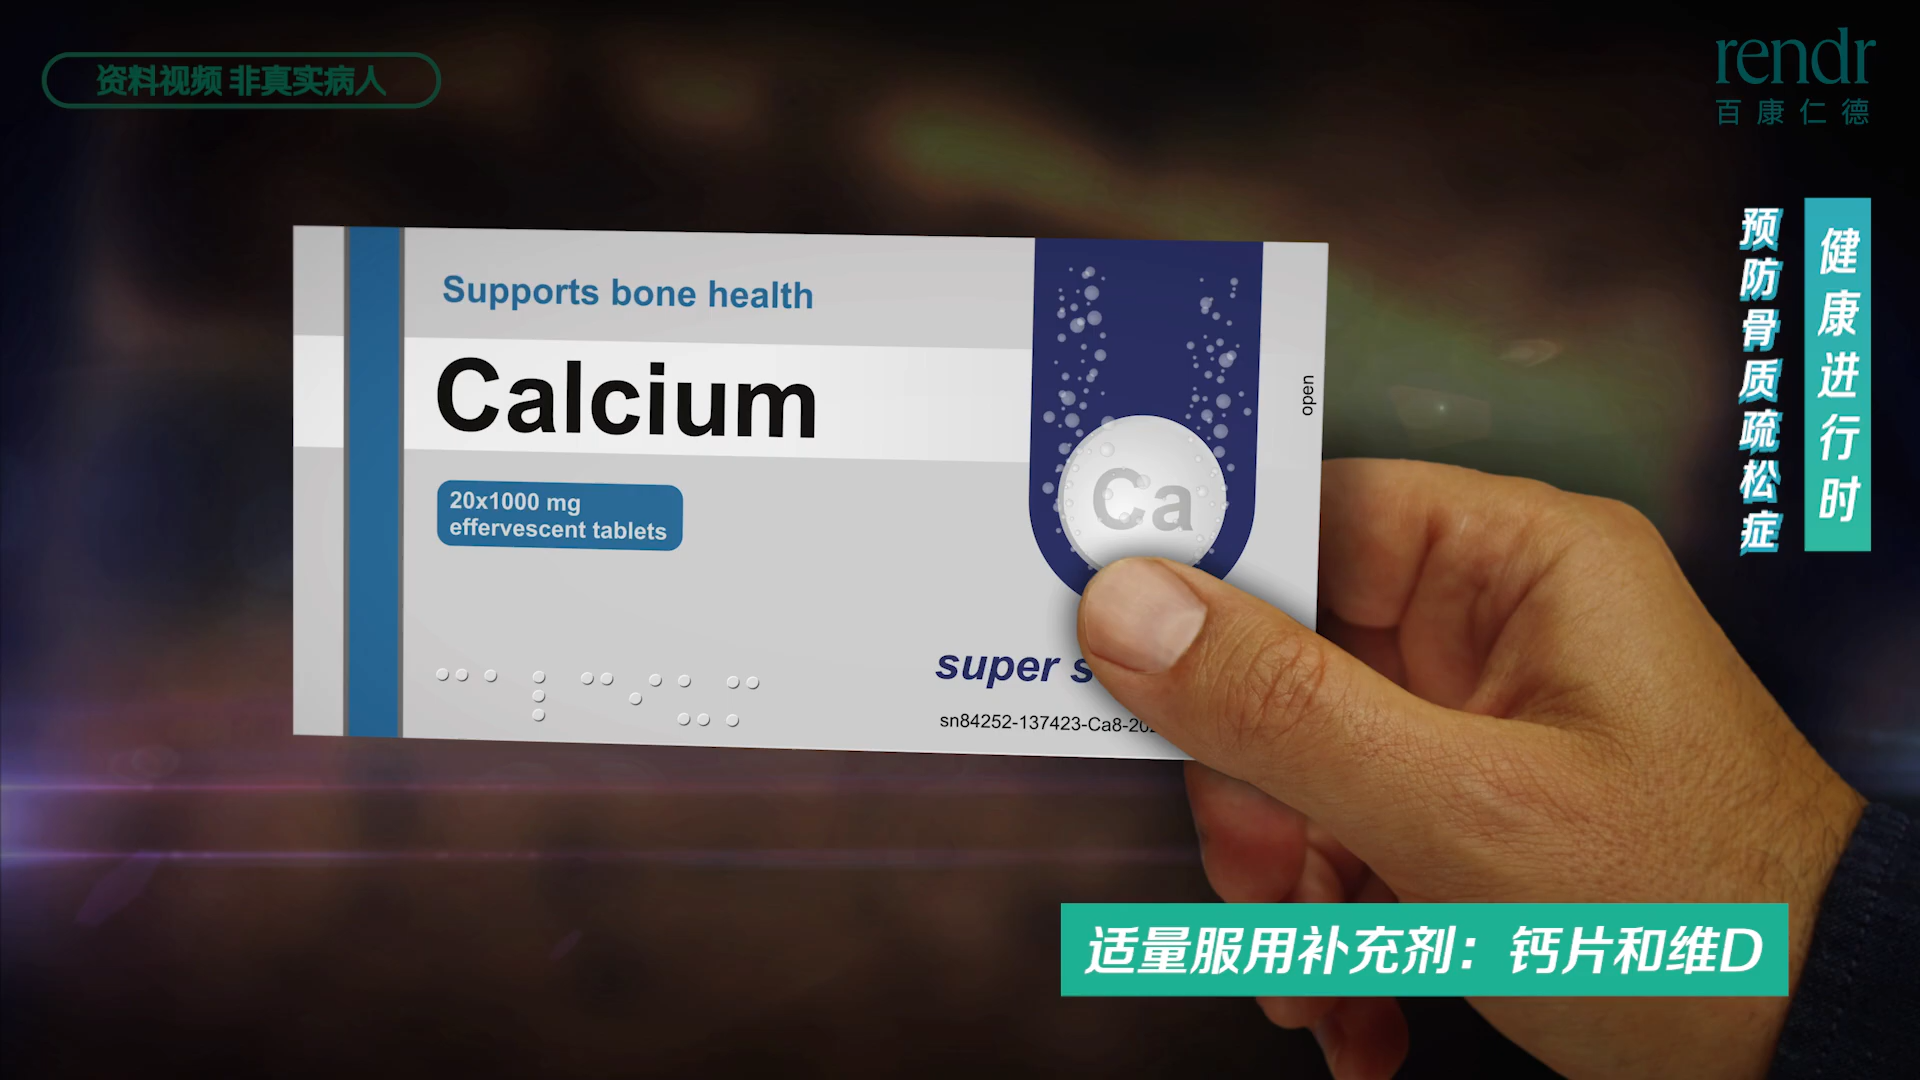 资料视频 非真实病人
rendr
百康仁德
健康进行时
预防骨质疏松症
Supports bone health
Calcium
20x1000 mg
effervescent tablets
Ca
open
super
sn84252-137423-Ca8-20
适量服用补充剂：钙片和维D